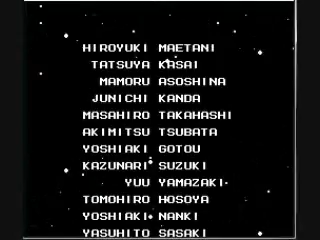 HIROYUKI MAETANI
TATSUYA KASAI
MAMORU ASOSHINA
JUNICHI KANDA
MASAHIRO TAKAHASHI
AKIMITSU TSUBATA
YOSHIAKI GOTOU
KAZUNARI SUZUKI
YUU YAMAZAKI
TOMOHIRO HOSOYA
YOSHIAKI NANKI
YASUHITO SASAKI